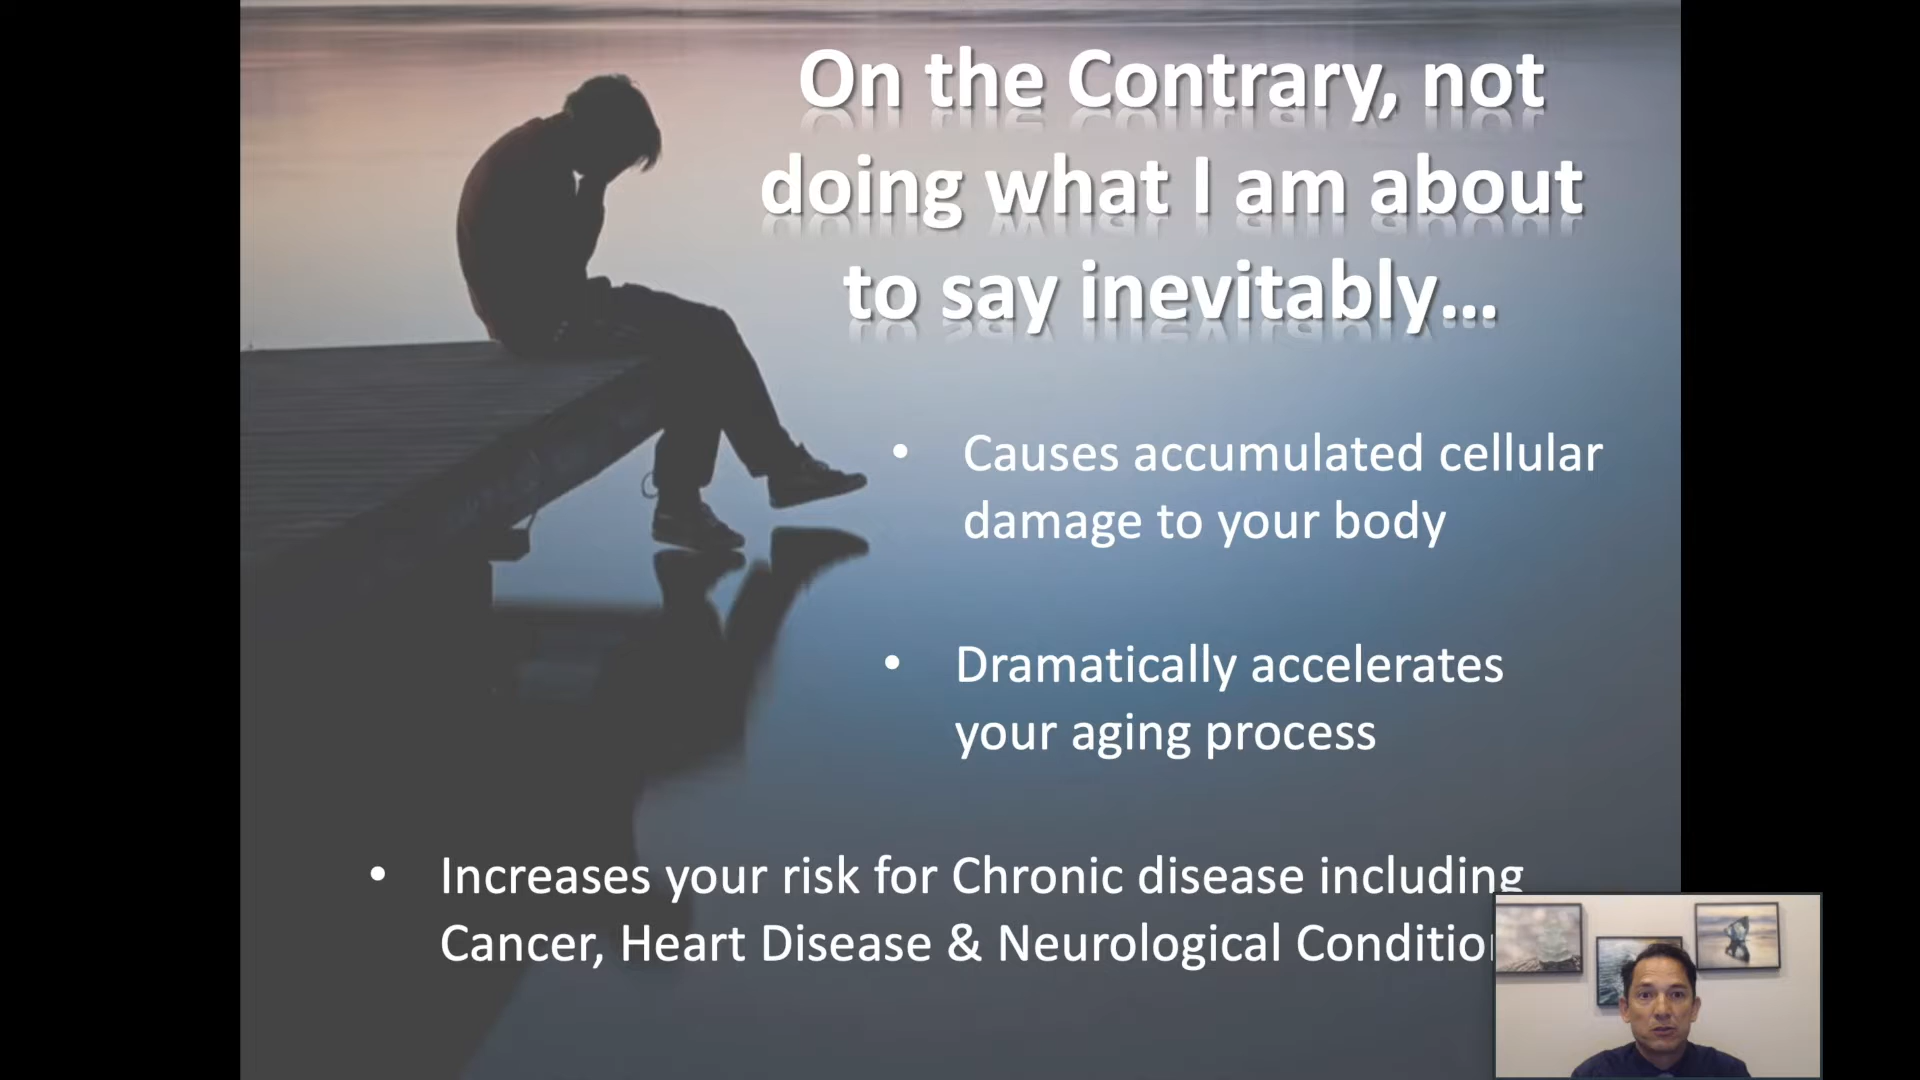 On the Contrary, not
doing what I am about
to say inevitably...
• Causes accumulated cellular
damage to your body
• Dramatically accelerates
your aging process
• Increases your risk for Chronic disease including
Cancer, Heart Disease & Neurological